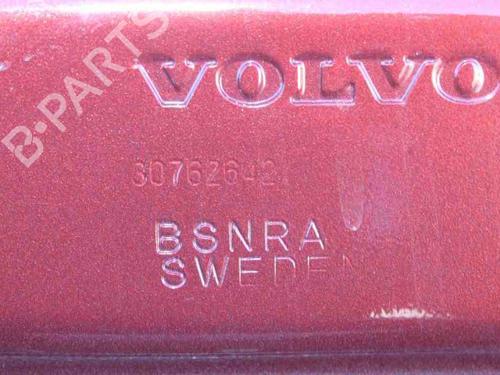 B-PARTS
VOLVO
30762642
BSNRA
SWEDEN